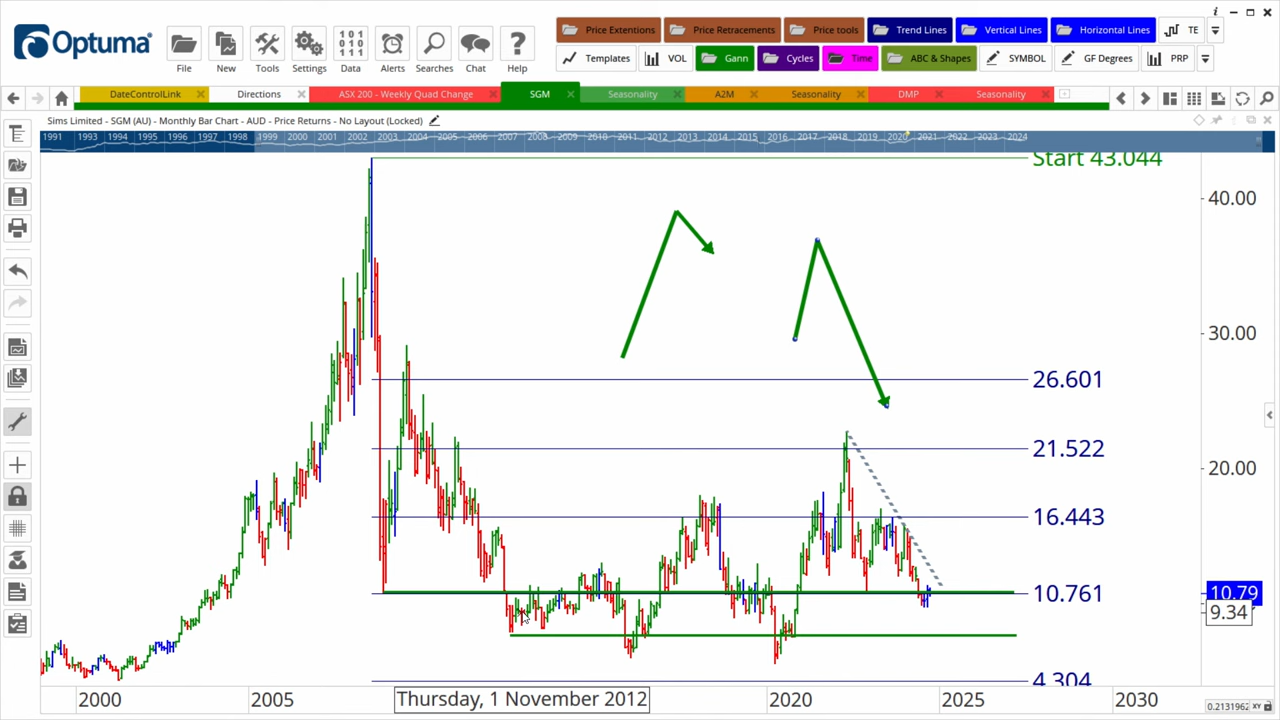 Optuma
File
New
Tools
Settings
Data
Alerts
Searches
Chat
Help
Price Extentions
Price Retracements
Price tools
Trend Lines
Vertical Lines
Horizontal Lines
TE
Templates
VOL
Gann
Cycles
Time
ABC & Shapes
SYMBOL
GF Degrees
PRP
DateControlLink
Directions
ASX 200 - Weekly Quad Change
SGM
Seasonality
A2M
Seasonality
DMP
Seasonality
Sims Limited - SGM (AU) - Monthly Bar Chart - AUD - Price Returns - No Layout (Locked)
1991 1993 1994 1995 1996 1997 1998 1999 2000 2001 2002 2003 2004 2005 2006 2007 2008 2009 2010 2011 2012 2013 2014 2015 2016 2017 2018 2019 2020 2021 2022 2023 2024
Start 43.044
40.00
30.00
26.601
21.522
20.00
16.443
10.761
10.79
9.34
4.304
2000
2005
Thursday, 1 November 2012
2020
2025
2030
0.2131962 XY